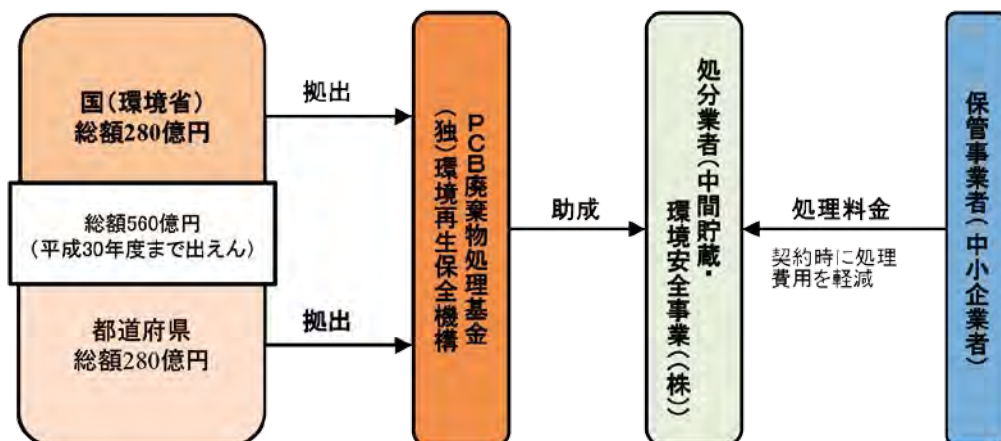 国(環境省)
総額280億円
総額560億円
(平成30年度まで出えん)
都道府県
総額280億円
拠出
拠出
PCB廃棄物処理基金
(独)環境再生保全機構
助成
処分業者(中間貯蔵・
環境安全事業((株))
処理料金
契約時に処理
費用を軽減
保管事業者(中小企業者)